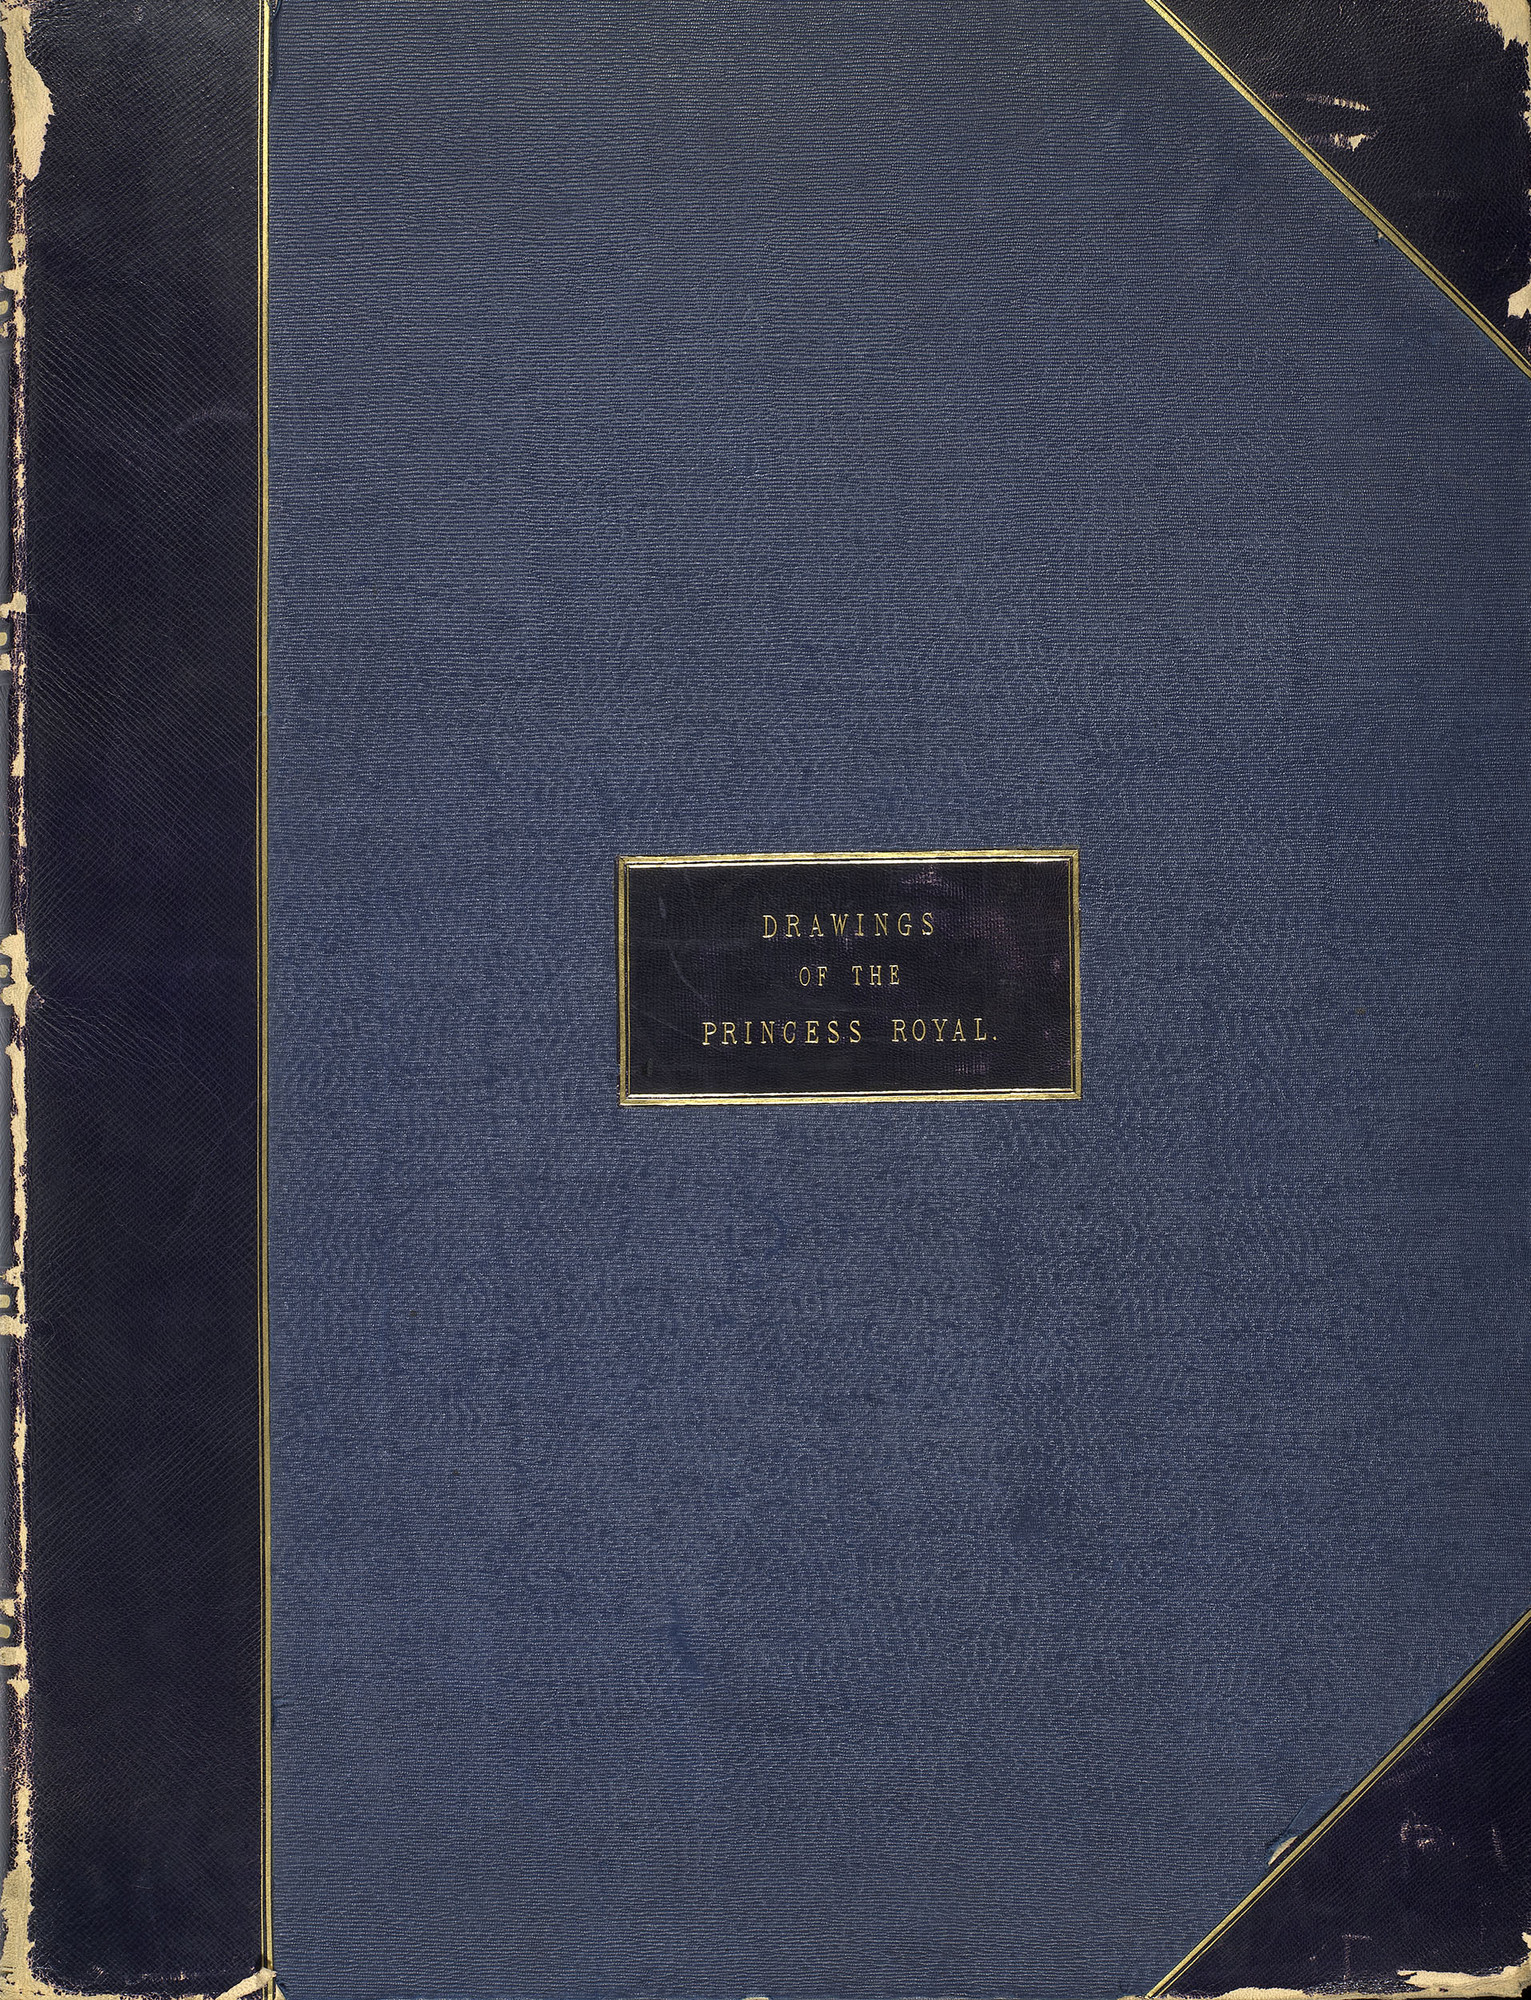 DRAWINGS
OF THE
PRINCESS ROYAL.